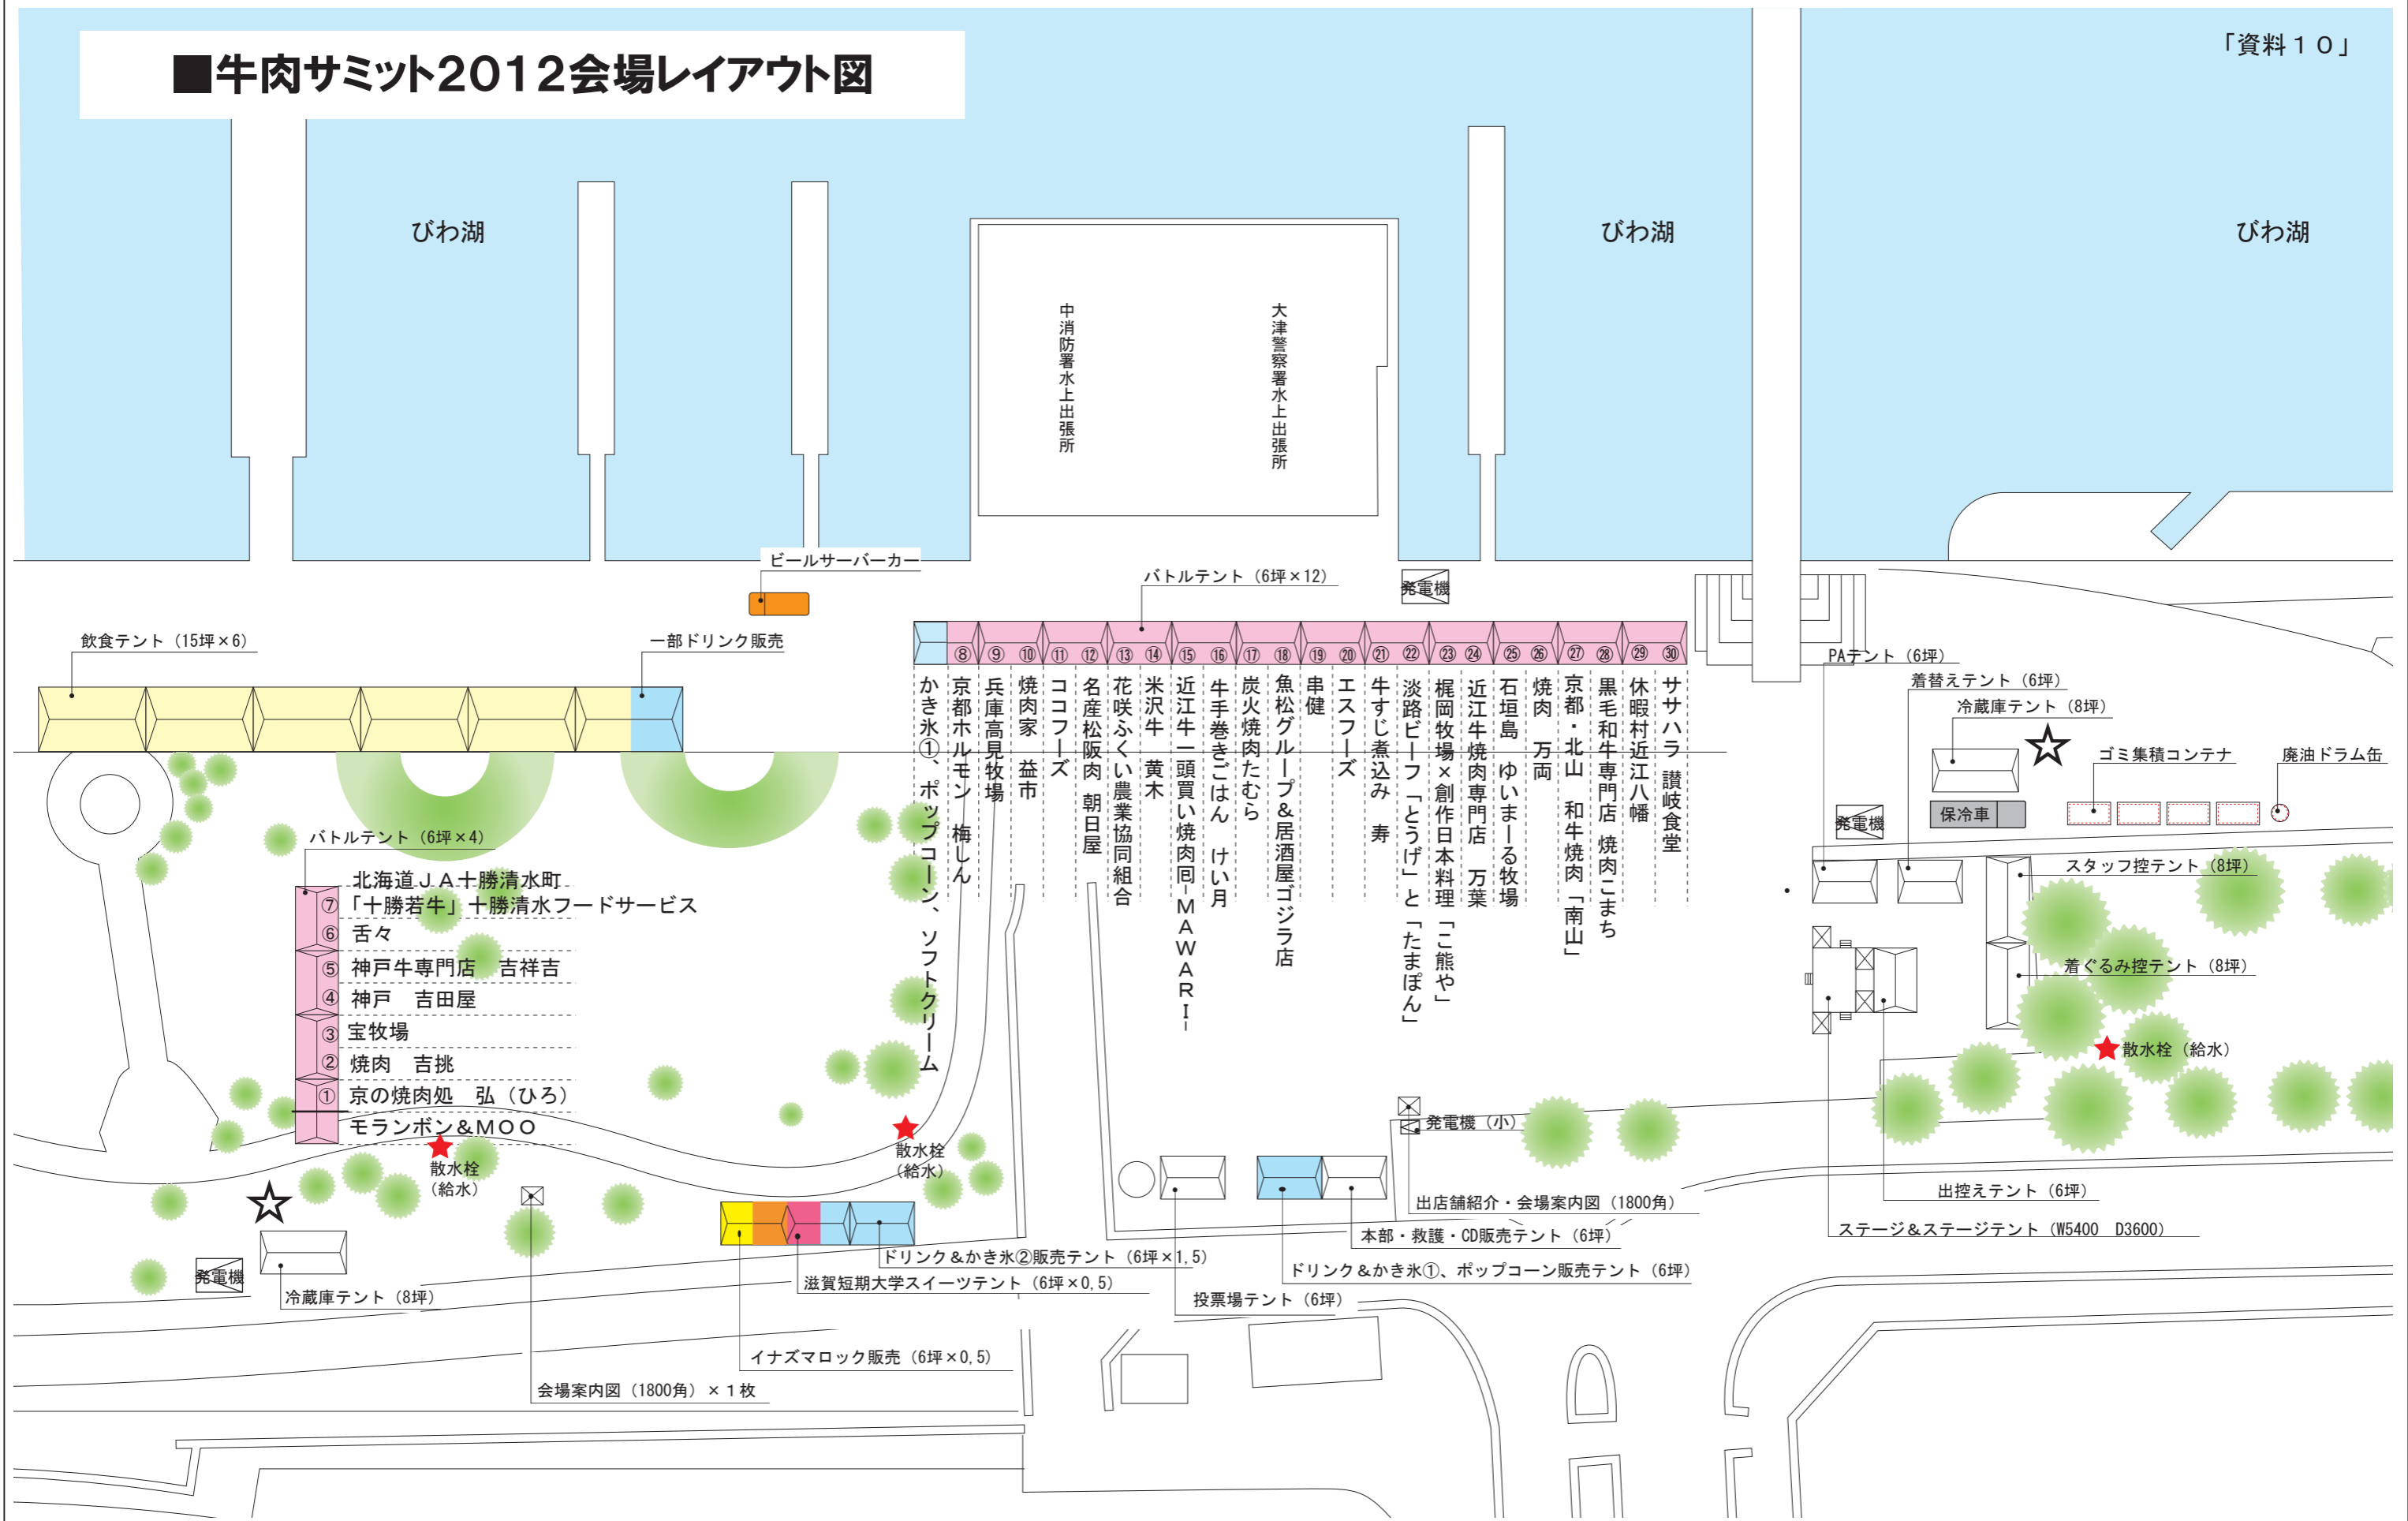 ■牛肉サミット2012会場レイアウト図
「資料１０」
びわ湖
びわ湖
びわ湖
中消防署水上出張所
大津警察署水上出張所
ビールサーバーカー
バトルテント（6坪×12）
発電機
飲食テント（15坪×6）
一部ドリンク販売
⑧
⑨
⑩
⑪
⑫
⑬
⑭
⑮
⑯
⑰
⑱
⑲
⑳
㉑
㉒
㉓
㉔
㉕
㉖
㉗
㉘
㉙
㉚
かき氷①、ポップコーン、ソフトクリーム
京都ホルモン　梅しん
兵庫高見牧場
焼肉家　益市
ココフーズ
名産松阪肉　朝日屋
花咲ふくい農業協同組合
米沢牛　黄木
近江牛一頭買い焼肉囘-ＭＡＷＡＲＩ-
牛手巻きごはん　けい月
炭火焼肉たむら
魚松グループ＆居酒屋ゴジラ店
串健
エスフーズ
牛すじ煮込み　寿
淡路ビーフ「とうげ」と「たまぽん」
梶岡牧場×創作日本料理「こ熊や」
近江牛焼肉専門店　万葉
石垣島　ゆいまーる牧場
焼肉　万両
京都・北山　和牛焼肉「南山」
黒毛和牛専門店　焼肉こまち
休暇村近江八幡
ササハラ　讃岐食堂
PAテント（6坪）
着替えテント（6坪）
冷蔵庫テント（8坪）
ゴミ集積コンテナ
廃油ドラム缶
発電機
保冷車
スタッフ控テント（8坪）
着ぐるみ控テント（8坪）
散水栓（給水）
出控えテント（6坪）
ステージ&ステージテント（W5400　D3600）
バトルテント（6坪×4）
北海道ＪＡ十勝清水町
⑦「十勝若牛」十勝清水フードサービス
⑥ 舌々
⑤ 神戸牛専門店　吉祥吉
④ 神戸　吉田屋
③ 宝牧場
② 焼肉　吉挑
① 京の焼肉処　弘（ひろ）
モランボン&ＭＯＯ
散水栓
（給水）
散水栓
（給水）
発電機（小）
出店舗紹介・会場案内図（1800角）
本部・救護・CD販売テント（6坪）
ドリンク＆かき氷①、ポップコーン販売テント（6坪）
投票場テント（6坪）
ドリンク＆かき氷②販売テント（6坪×1,5）
滋賀短期大学スイーツテント（6坪×0,5）
イナズマロック販売（6坪×0,5）
発電機
冷蔵庫テント（8坪）
会場案内図（1800角）×１枚